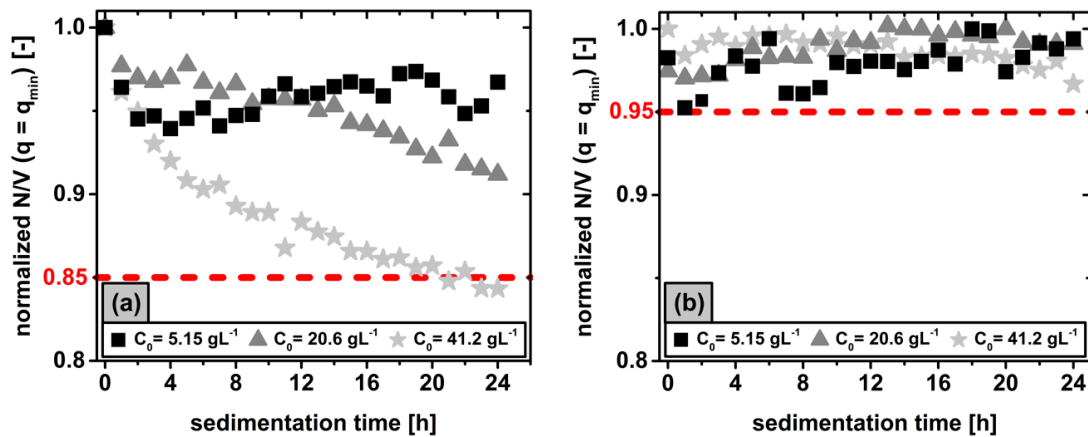 normalized N/V (q = q_min) [-]
1.0
0.9
0.85
0.8
(a)
C₀= 5.15 gL⁻¹ C₀= 20.6 gL⁻¹ C₀= 41.2 gL⁻¹
0 4 8 12 16 20 24
sedimentation time [h]
normalized N/V (q = q_min) [-]
1.0
0.95
0.9
0.8
(b)
C₀= 5.15 gL⁻¹ C₀= 20.6 gL⁻¹ C₀= 41.2 gL⁻¹
0 4 8 12 16 20 24
sedimentation time [h]